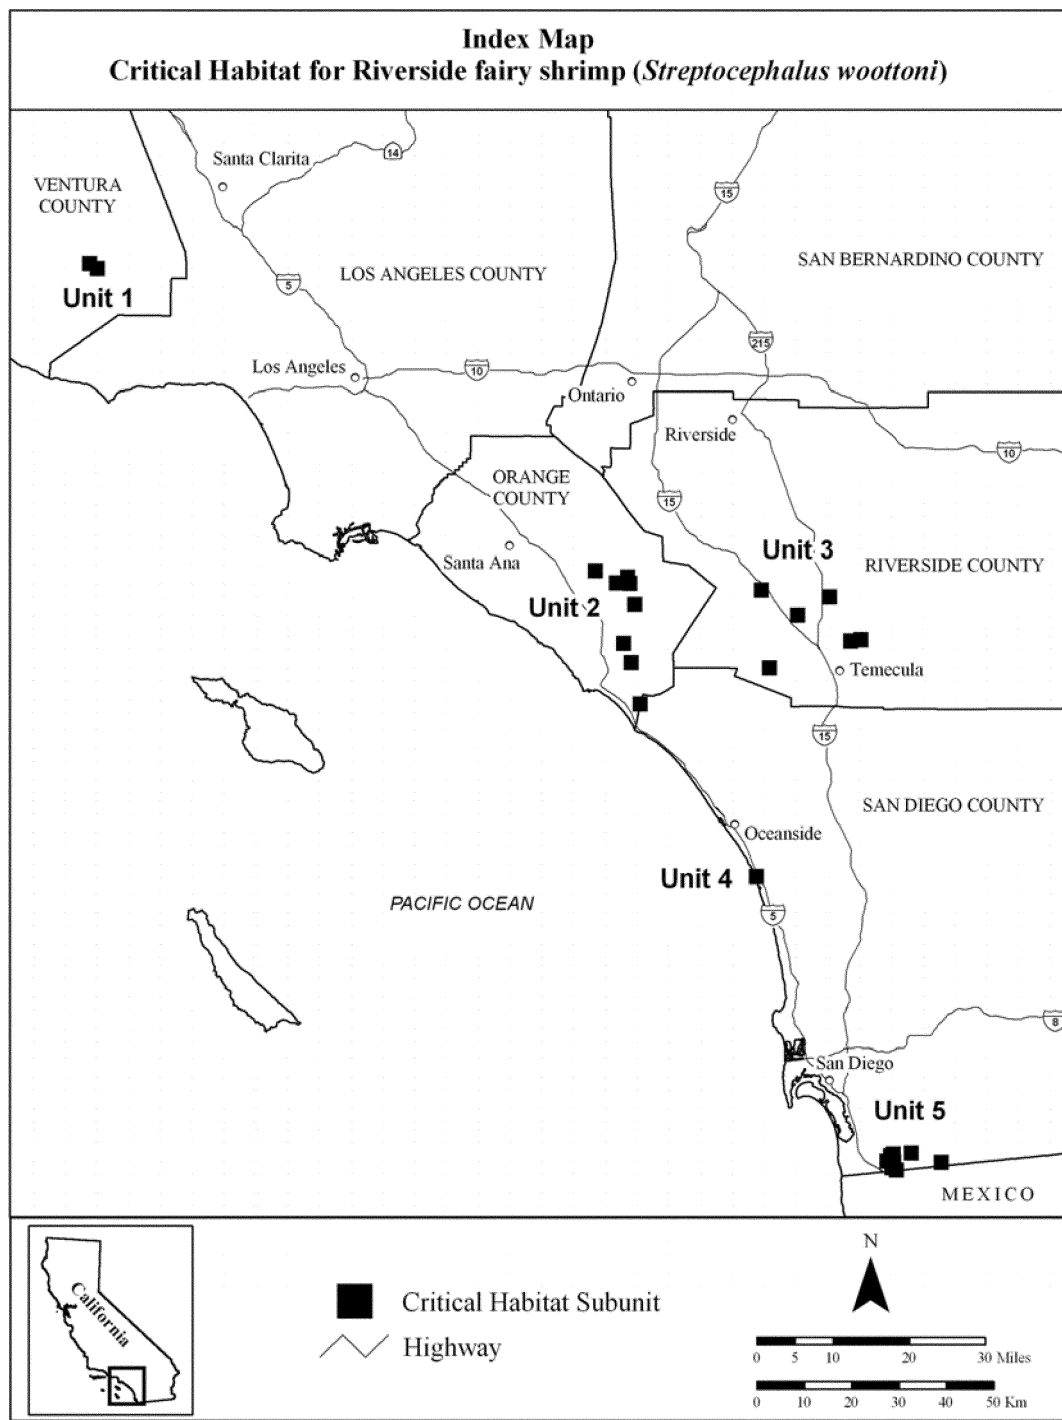 Index Map
Critical Habitat for Riverside fairy shrimp (Streptocephalus woottoni)
14
Santa Clarita
VENTURA
COUNTY
15
SAN BERNARDINO COUNTY
LOS ANGELES COUNTY
5
Unit 1
215
Los Angeles
10
Ontario
Riverside
10
ORANGE
COUNTY
15
Santa Ana
Unit 3
RIVERSIDE COUNTY
Unit 2
Temecula
15
SAN DIEGO COUNTY
Oceanside
Unit 4
PACIFIC OCEAN
5
8
San Diego
Unit 5
MEXICO
California
Critical Habitat Subunit
Highway
N
0 5 10 20 30 Miles
0 10 20 30 40 50 Km